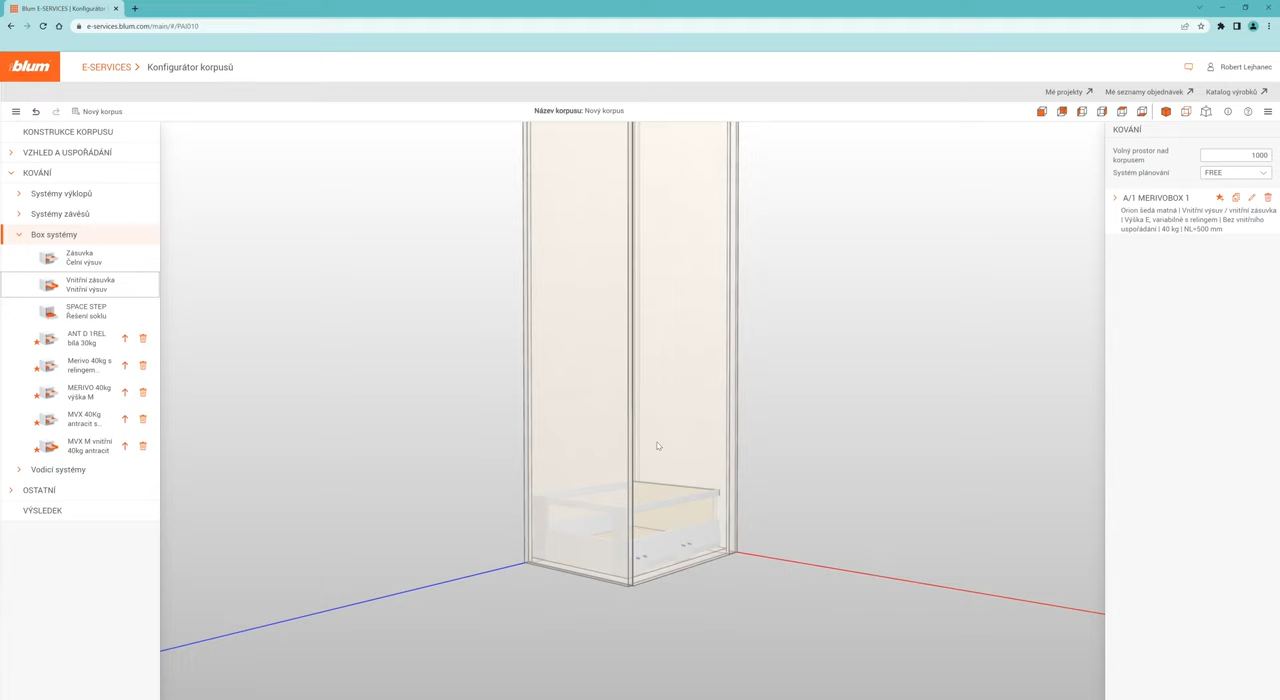 Blum E-SERVICES | Konfigurátor
e-services.blum.com/main/#/PAI010
blum
E-SERVICES
Konfigurátor korpusů
Robert Lejhanec
Mé projekty
Mé seznamy objednávek
Katalog výrobků
Nový korpus
Název korpusu: Nový korpus
KONSTRUKCE KORPUSU
VZHLED A USPOŘÁDÁNÍ
KOVÁNÍ
Systémy výklopů
Systémy závěsů
Box systémy
Zásuvka
Čelní výsuv
Vnitřní zásuvka
Vnitřní výsuv
SPACE STEP
Řešení soklu
ANT D 1REL
bílá 30kg
Merivo 40kg s
relingem...
MERIVO 40kg
výška M
MVX 40Kg
antracit s...
MVX M vnitřní
40kg antracit
Vodicí systémy
OSTATNÍ
VÝSLEDEK
KOVÁNÍ
Volný prostor nad
korpusem
1000
Systém plánování
FREE
A/1 MERIVOBOX 1
Orion šedá matná | Vnitřní výsuv / vnitřní zásuvka
| Výška E, variabilně s relingem | Bez vnitřního
uspořádání | 40 kg | NL=500 mm